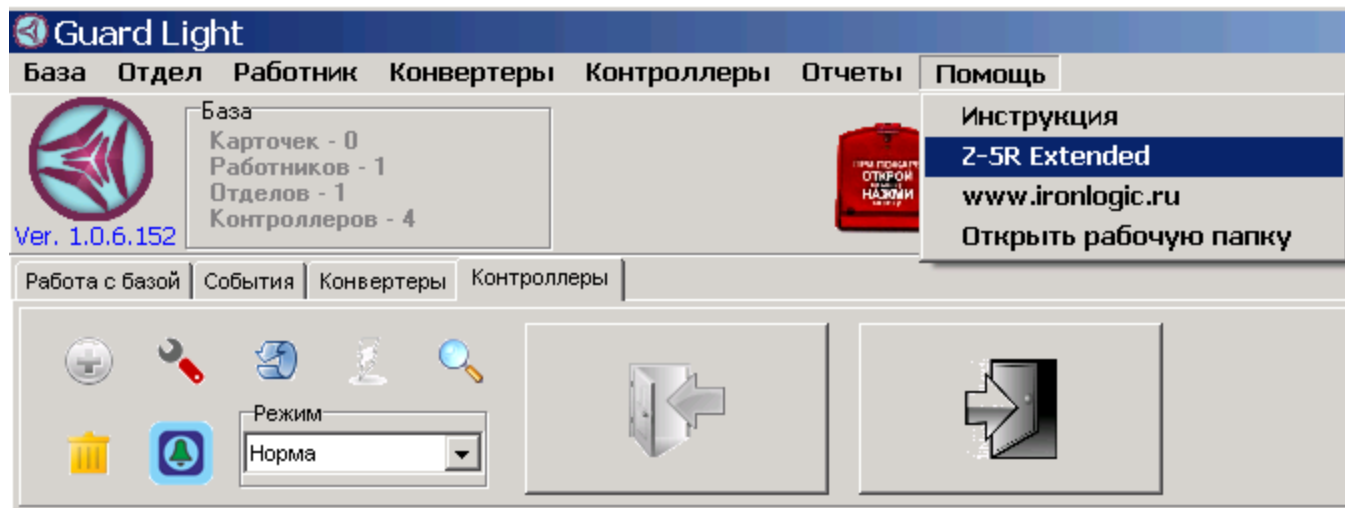 Guard Light
База Отдел Работник Конвертеры Контроллеры Отчеты Помощь
Инструкция
Z-5R Extended
www.ironlogic.ru
Открыть рабочую папку
База
Карточек - 0
Работников - 1
Отделов - 1
Контроллеров - 4
Ver. 1.0.6.152
ПРИ ПОЖАРЕ
ОТКРОЙ
НАЖМИ
Работа с базой События Конвертеры Контроллеры
Режим
Норма